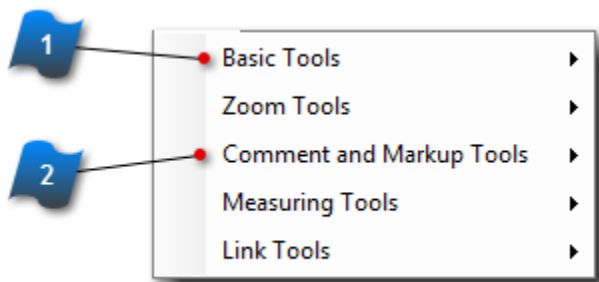 1
Basic Tools
Zoom Tools
2
Comment and Markup Tools
Measuring Tools
Link Tools